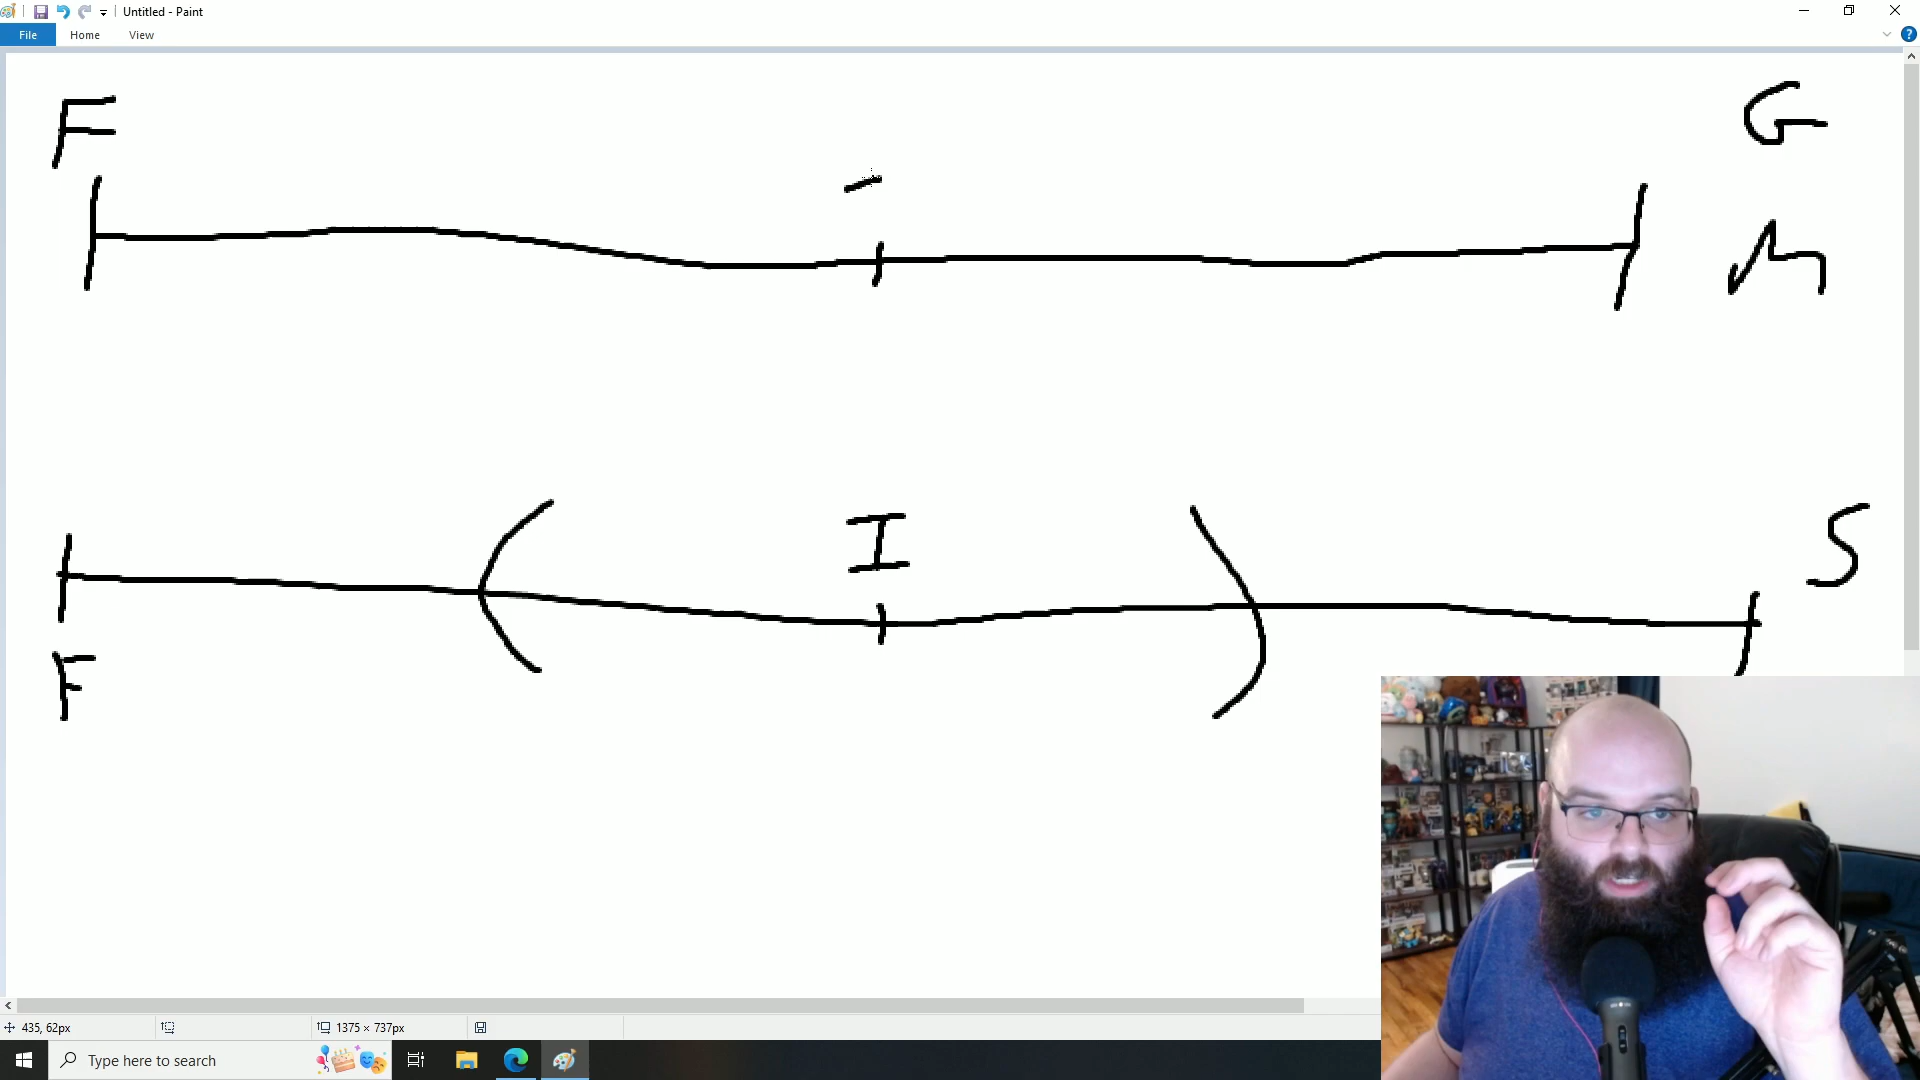 Untitled - Paint
File Home View
F
G
M
I
S
F
435, 62px
1375 × 737px
Type here to search